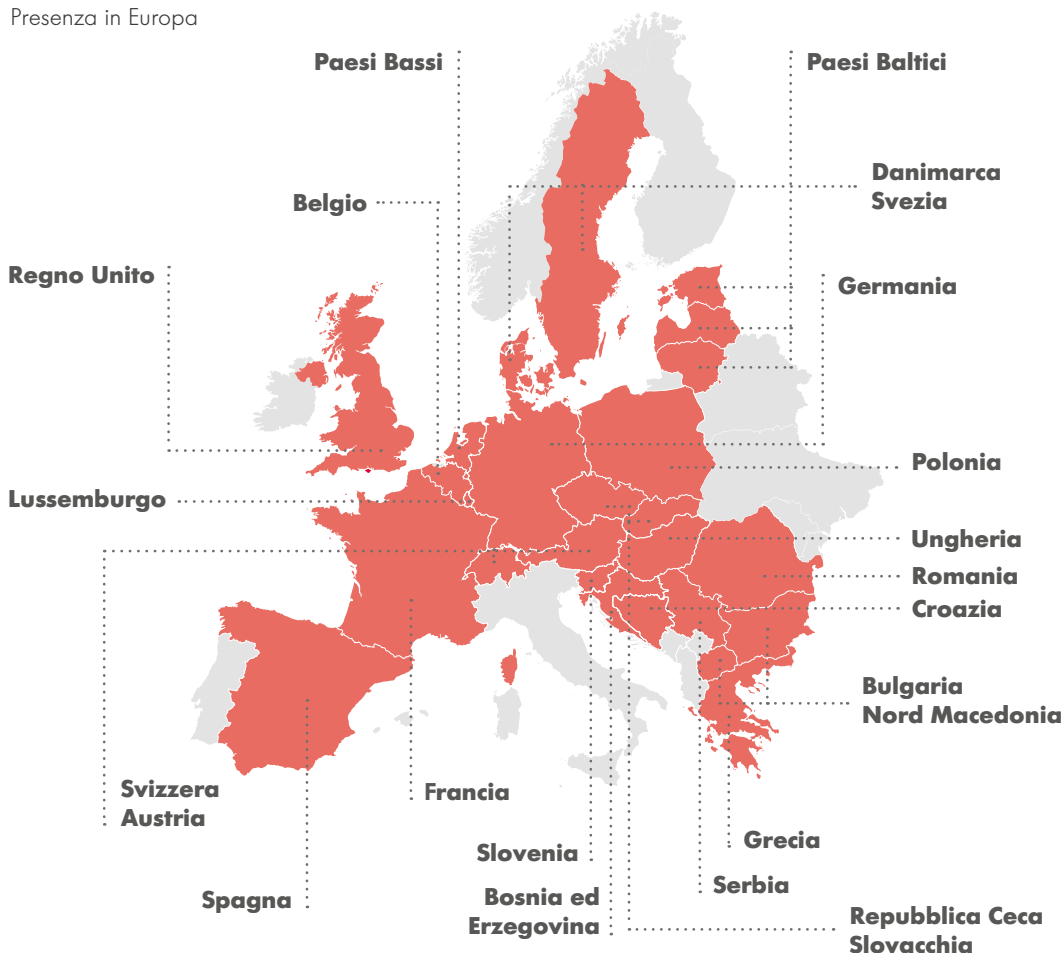 Presenza in Europa
Paesi Bassi
Paesi Baltici
Danimarca
Svezia
Belgio
Regno Unito
Germania
Polonia
Lussemburgo
Ungheria
Romania
Croazia
Bulgaria
Nord Macedonia
Svizzera
Austria
Francia
Grecia
Slovenia
Serbia
Spagna
Bosnia ed
Erzegovina
Repubblica Ceca
Slovacchia